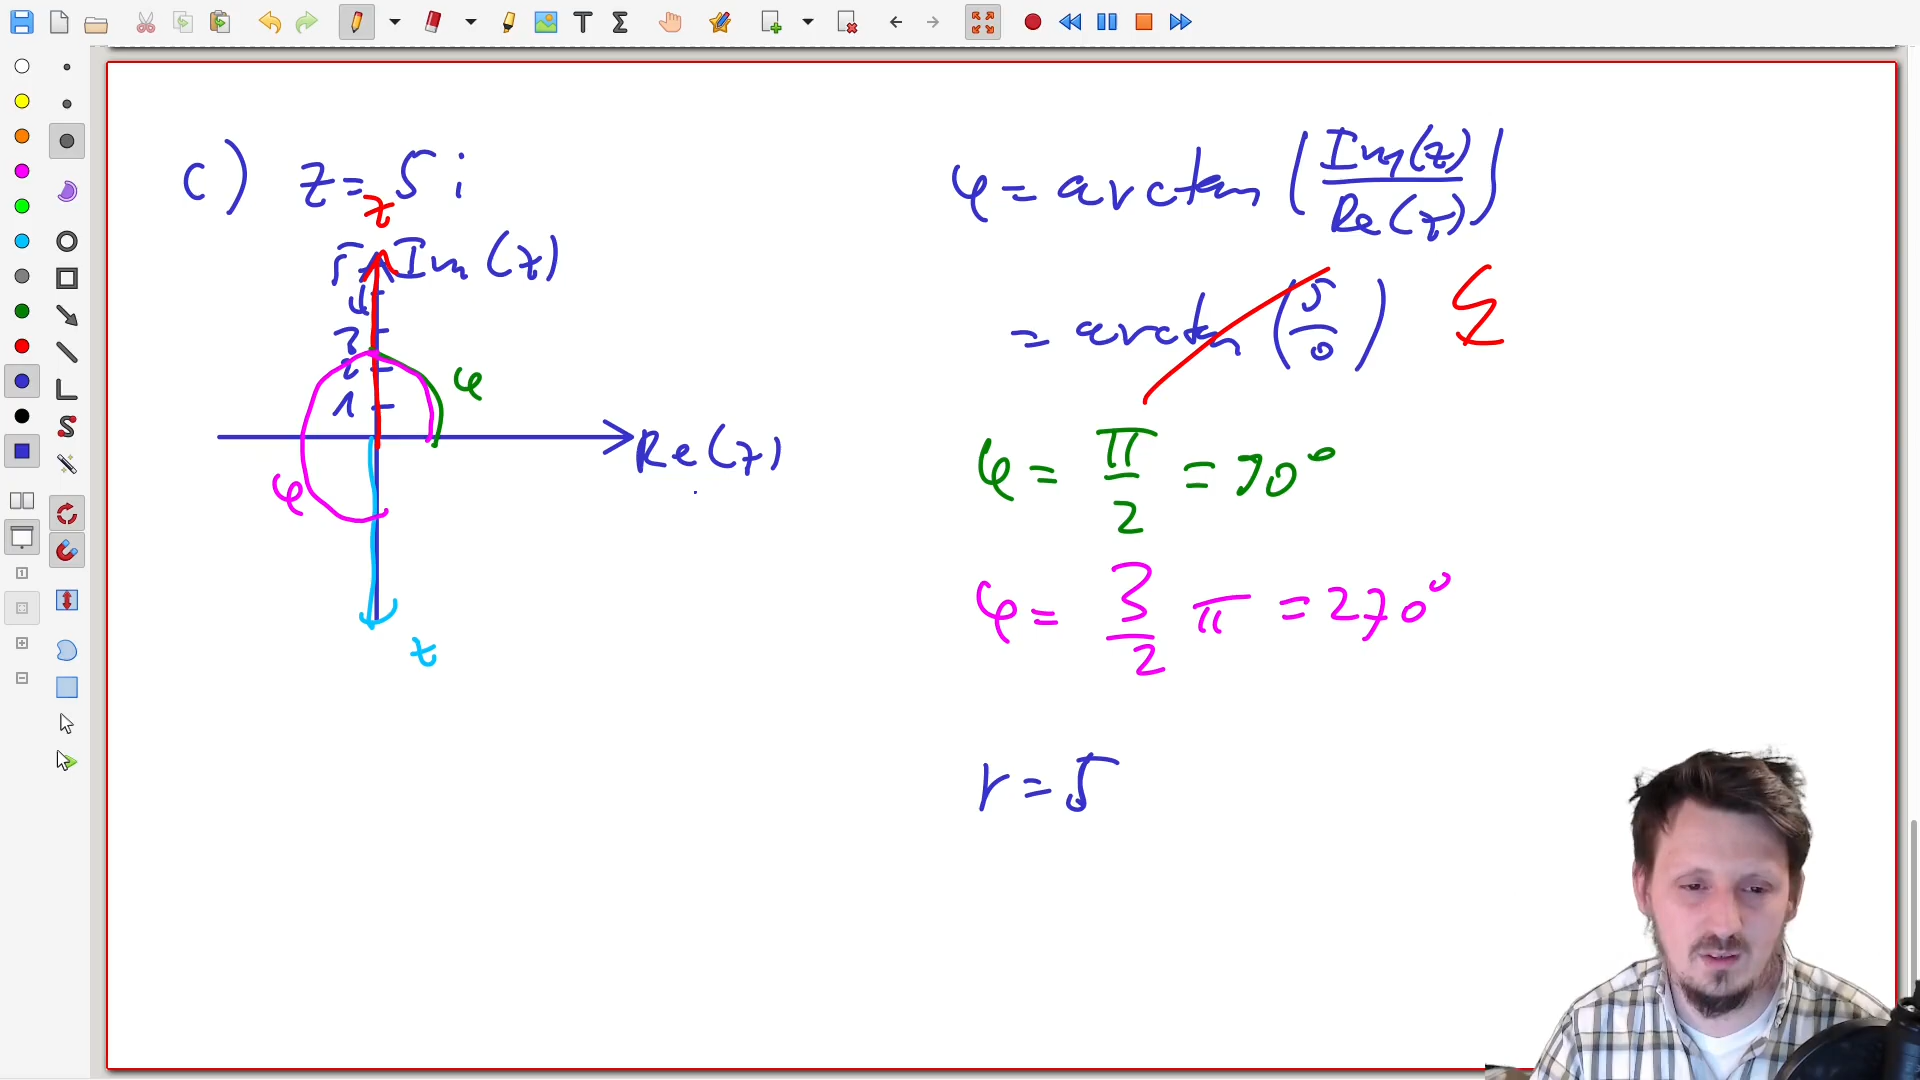 c) z = 5 i
z
5 Im(z)
4
3
2
1
φ
Re(z)
φ
z
φ = arctan (Im(z)/Re(z))
= arctan (5/0)
φ = π/2 = 90°
φ = 3/2 π = 270°
r = 5